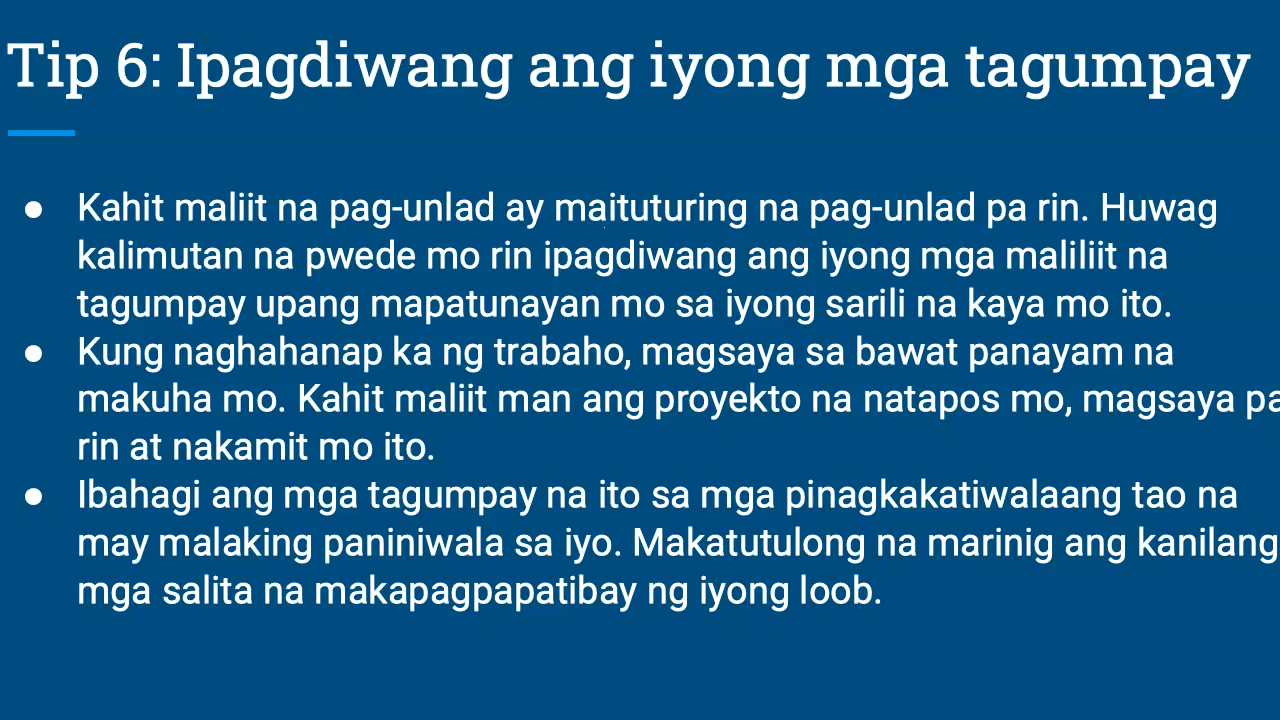 Tip 6: Ipagdiwang ang iyong mga tagumpay
● Kahit maliit na pag-unlad ay maituturing na pag-unlad pa rin. Huwag
kalimutan na pwede mo rin ipagdiwang ang iyong mga maliliit na
tagumpay upang mapatunayan mo sa iyong sarili na kaya mo ito.
● Kung naghahanap ka ng trabaho, magsaya sa bawat panayam na
makuha mo. Kahit maliit man ang proyekto na natapos mo, magsaya pa
rin at nakamit mo ito.
● Ibahagi ang mga tagumpay na ito sa mga pinagkakatiwalaang tao na
may malaking paniniwala sa iyo. Makatutulong na marinig ang kanilang
mga salita na makapagpapatibay ng iyong loob.